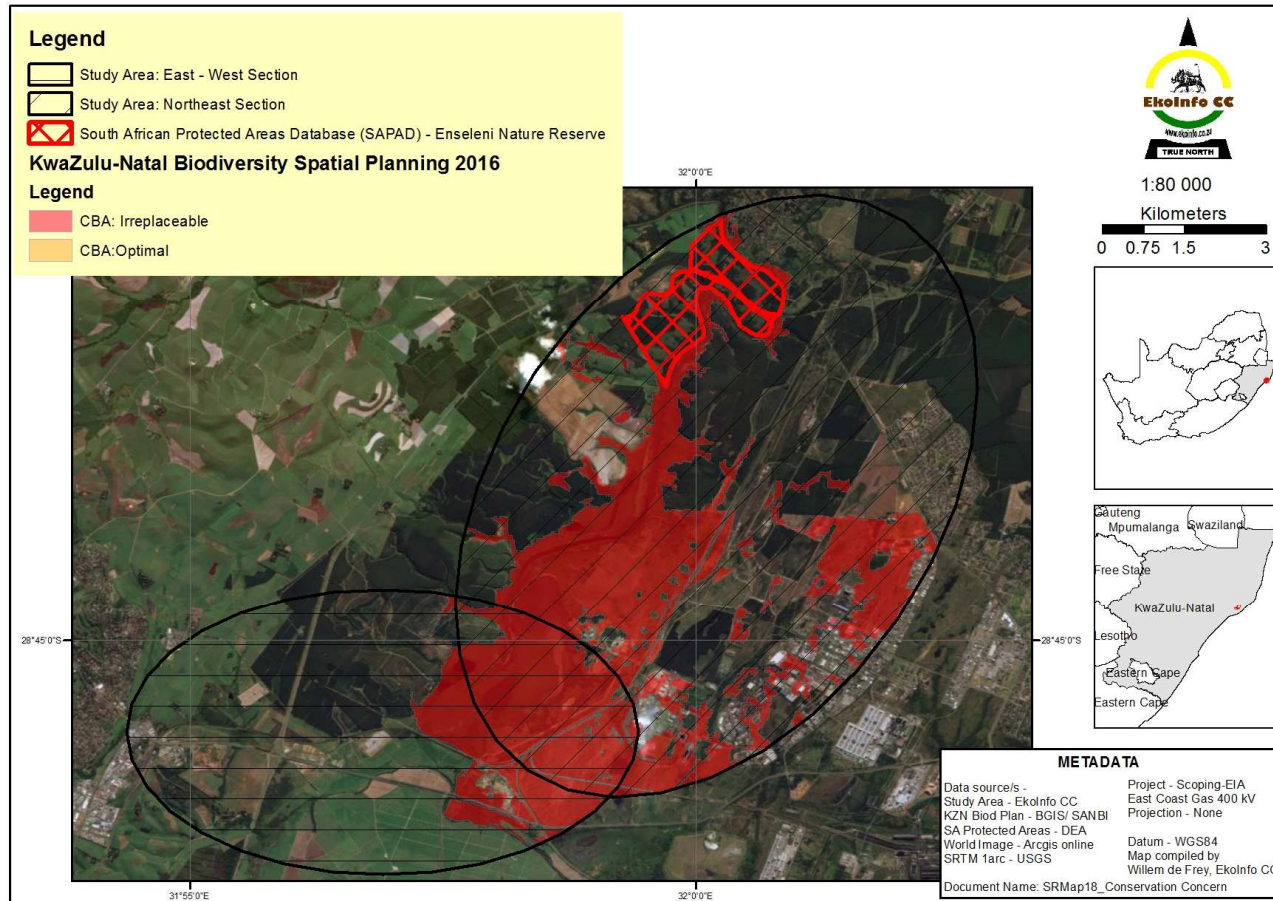 Legend
Study Area: East - West Section
Study Area: Northeast Section
South African Protected Areas Database (SAPAD) - Enseleni Nature Reserve
KwaZulu-Natal Biodiversity Spatial Planning 2016
Legend
CBA: Irreplaceable
CBA:Optimal
EkoInfo CC
www.ekoinfo.co.za
TRUE NORTH
1:80 000
Kilometers
0 0.75 1.5 3
32°0'0"E
28°45'0"S
28°45'0"S
31°55'0"E
32°0'0"E
Gauteng
Mpumalanga
Swaziland
Free State
KwaZulu-Natal
Lesotho
Eastern Cape
Eastern Cape
METADATA
Data source/s -
Study Area - EkoInfo CC
KZN Biod Plan - BGIS/ SANBI
SA Protected Areas - DEA
World Image - Arcgis online
SRTM 1arc - USGS
Project - Scoping-EIA
East Coast Gas 400 kV
Projection - None
Datum - WGS84
Map compiled by
Willem de Frey, EkoInfo CC
Document Name: SRMap18_Conservation Concern